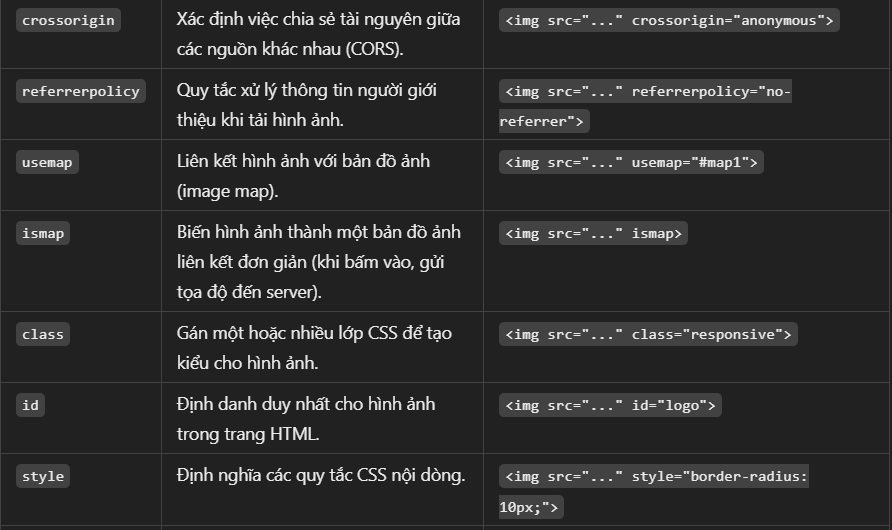 crossorigin
Xác định việc chia sẻ tài nguyên giữa
các nguồn khác nhau (CORS).
<img src="..." crossorigin="anonymous">
referrerpolicy
Quy tắc xử lý thông tin người giới
thiệu khi tải hình ảnh.
<img src="..." referrerpolicy="no-
referrer">
usemap
Liên kết hình ảnh với bản đồ ảnh
(image map).
<img src="..." usemap="#map1">
ismap
Biến hình ảnh thành một bản đồ ảnh
liên kết đơn giản (khi bấm vào, gửi
tọa độ đến server).
<img src="..." ismap>
class
Gán một hoặc nhiều lớp CSS để tạo
kiểu cho hình ảnh.
<img src="..." class="responsive">
id
Định danh duy nhất cho hình ảnh
trong trang HTML.
<img src="..." id="logo">
style
Định nghĩa các quy tắc CSS nội dòng.
<img src="..." style="border-radius:
10px;">